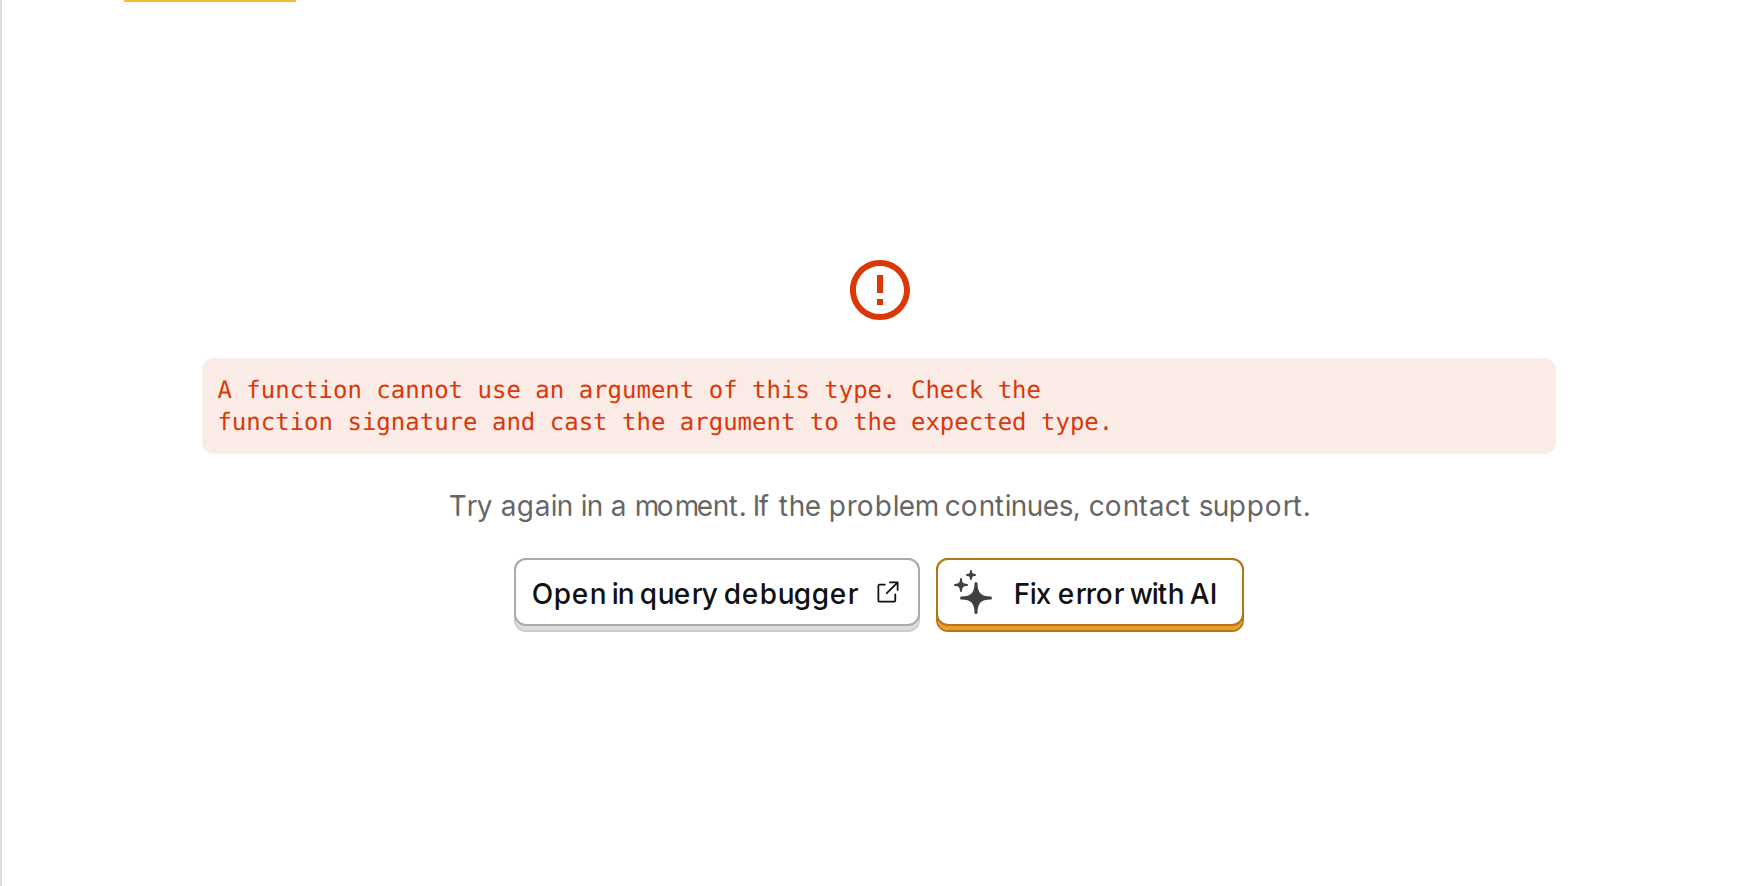 A function cannot use an argument of this type. Check the
function signature and cast the argument to the expected type.
Try again in a moment. If the problem continues, contact support.
Open in query debugger
Fix error with AI